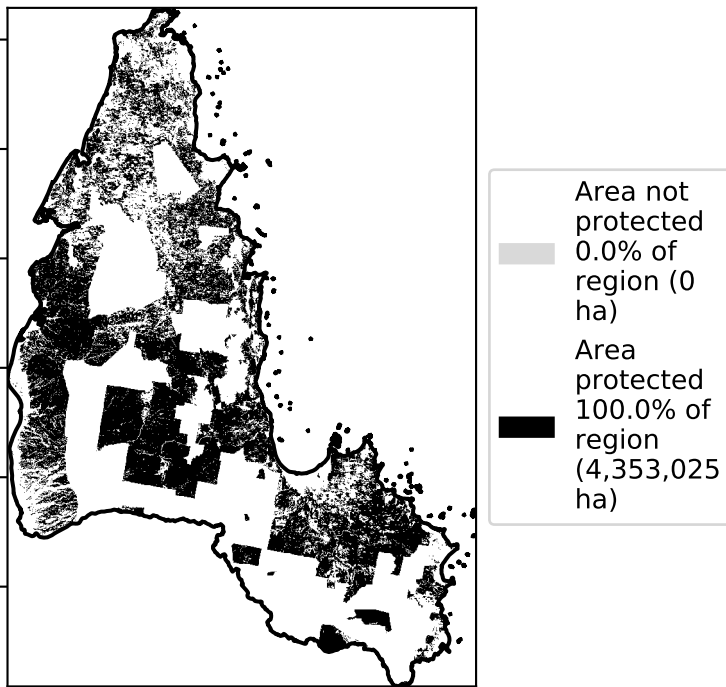 Area not
protected
0.0% of
region (0
ha)
Area
protected
100.0% of
region
(4,353,025
ha)